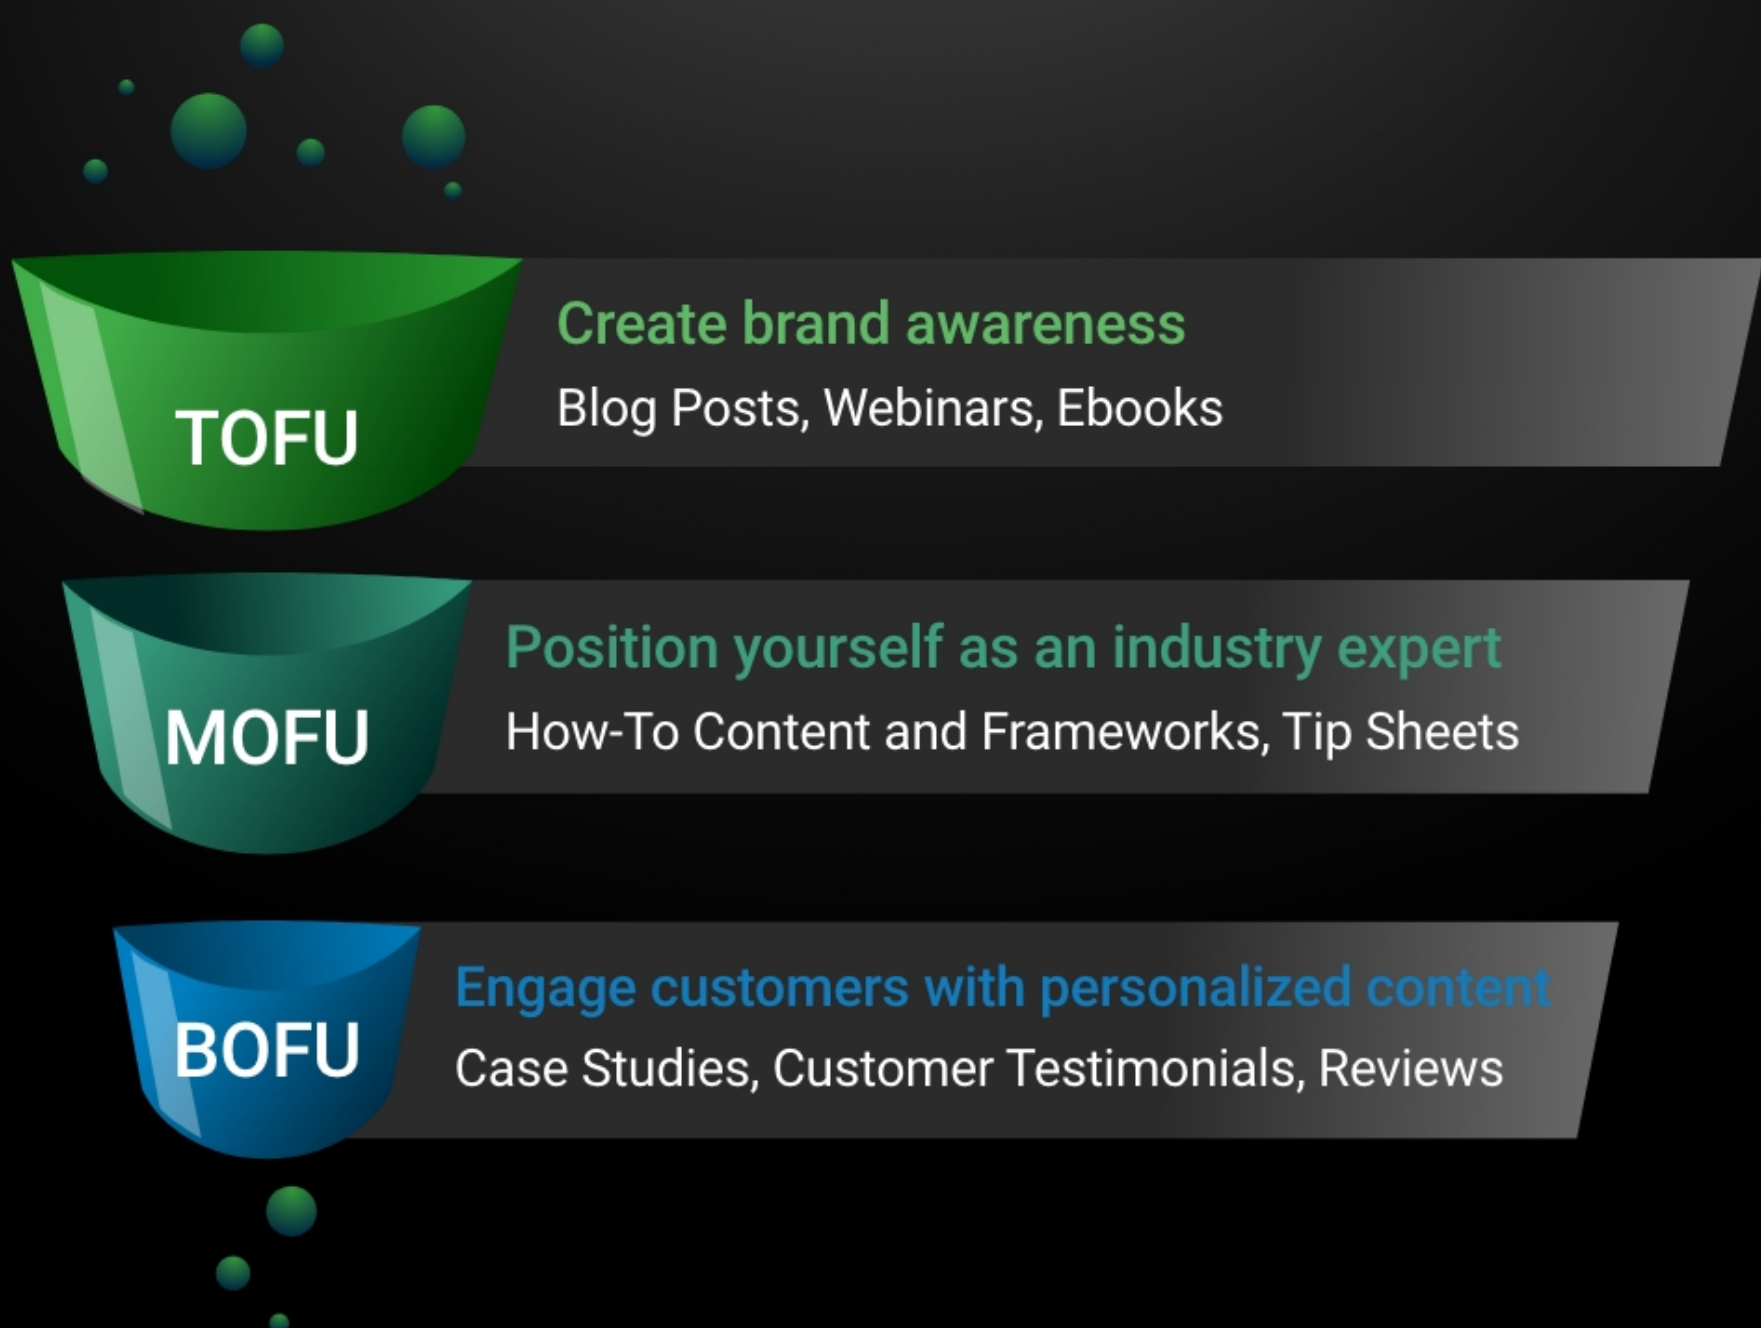 TOFU
Create brand awareness
Blog Posts, Webinars, Ebooks
MOFU
Position yourself as an industry expert
How-To Content and Frameworks, Tip Sheets
BOFU
Engage customers with personalized content
Case Studies, Customer Testimonials, Reviews